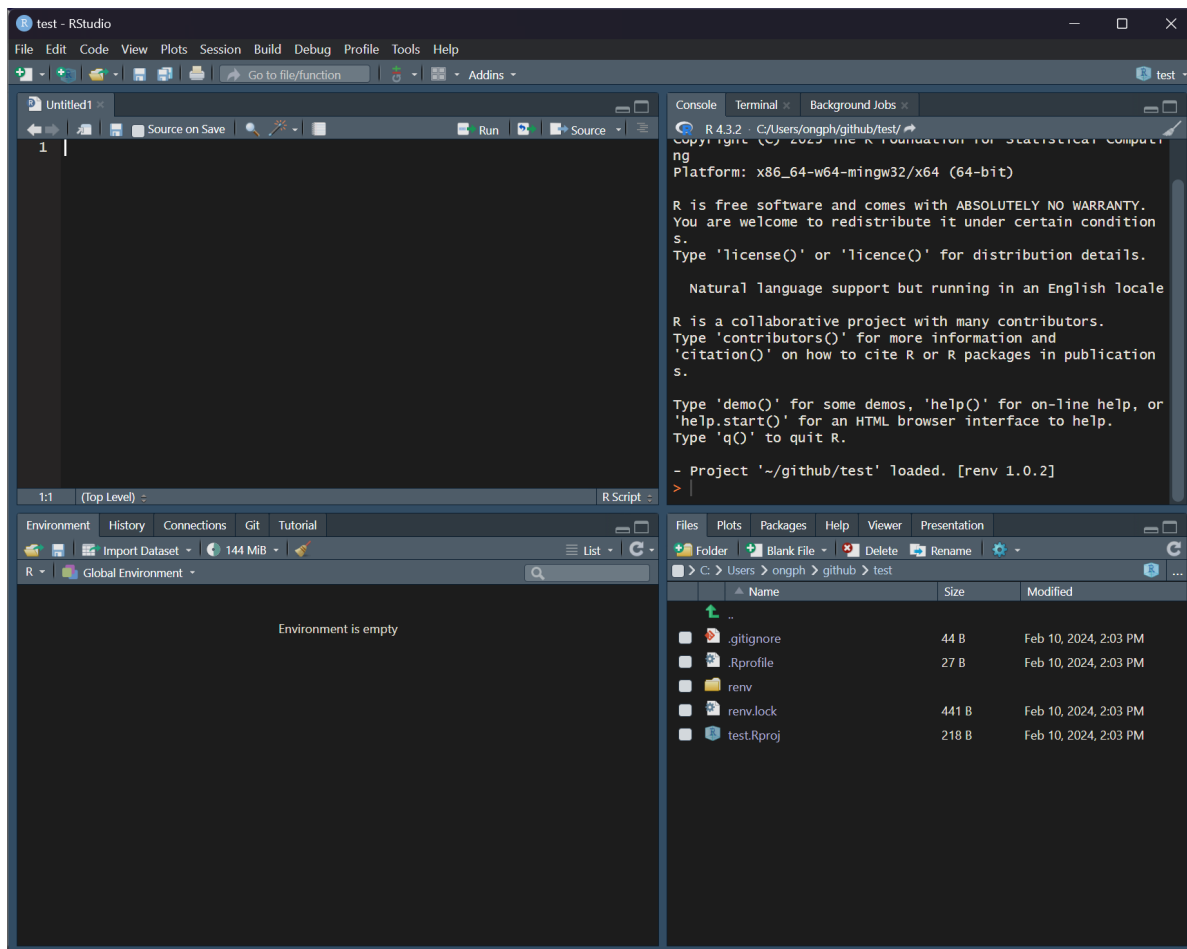 test - RStudio
File Edit Code View Plots Session Build Debug Profile Tools Help
Go to file/function Addins test
Untitled1
Source on Save Run Source
1
1:1 (Top Level) R Script
Console Terminal Background Jobs
R 4.3.2 · C:/Users/ongph/github/test/
Copyright (C) 2023 The R Foundation for Statistical Computi
ng
Platform: x86_64-w64-mingw32/x64 (64-bit)
R is free software and comes with ABSOLUTELY NO WARRANTY.
You are welcome to redistribute it under certain condition
s.
Type 'license()' or 'licence()' for distribution details.
Natural language support but running in an English locale
R is a collaborative project with many contributors.
Type 'contributors()' for more information and
'citation()' on how to cite R or R packages in publication
s.
Type 'demo()' for some demos, 'help()' for on-line help, or
'help.start()' for an HTML browser interface to help.
Type 'q()' to quit R.
- Project '~/github/test' loaded. [renv 1.0.2]
>
Environment History Connections Git Tutorial
Import Dataset 144 MiB List
R Global Environment
Environment is empty
Files Plots Packages Help Viewer Presentation
Folder Blank File Delete Rename
C: Users ongph github test ...
Name Size Modified
..
.gitignore 44 B Feb 10, 2024, 2:03 PM
.Rprofile 27 B Feb 10, 2024, 2:03 PM
renv
renv.lock 441 B Feb 10, 2024, 2:03 PM
test.Rproj 218 B Feb 10, 2024, 2:03 PM